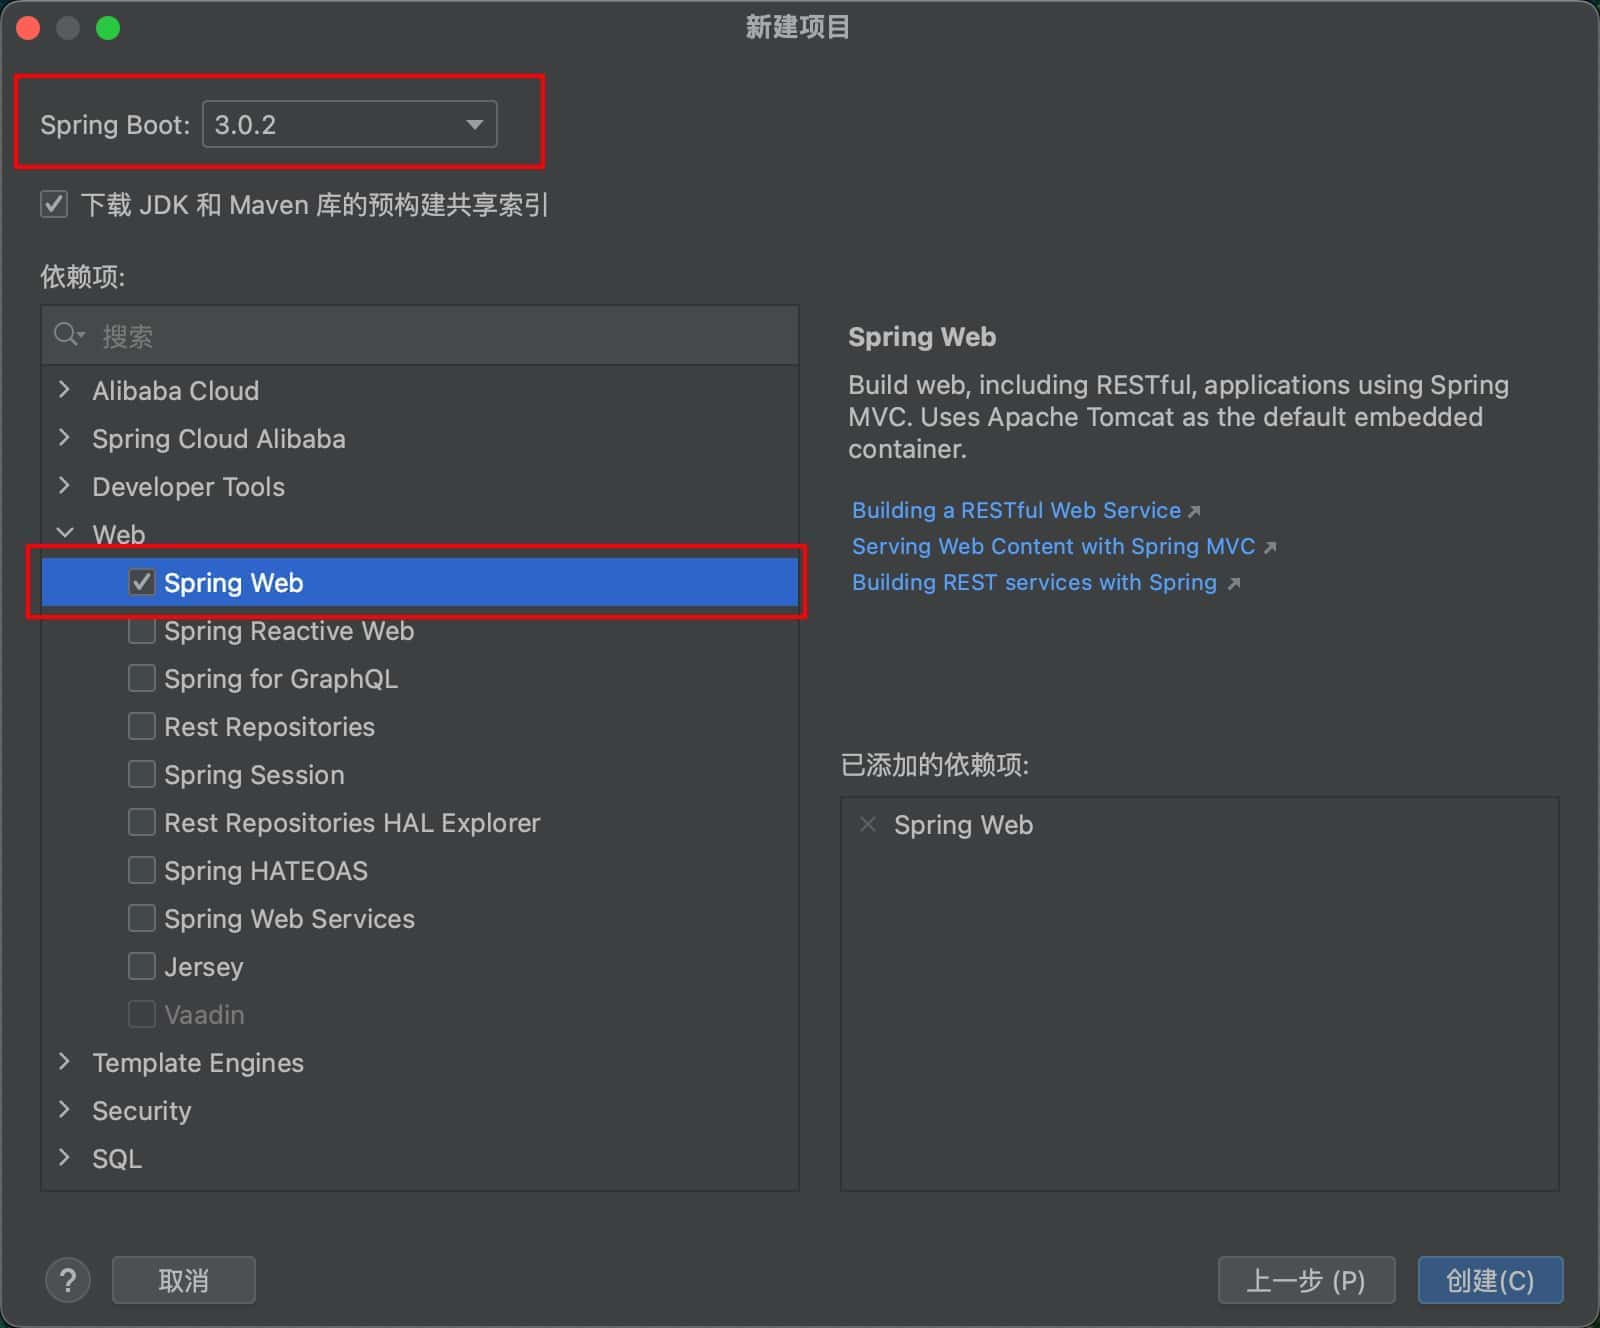 新建项目
Spring Boot: 3.0.2
下载 JDK 和 Maven 库的预构建共享索引
依赖项:
搜索
Alibaba Cloud
Spring Cloud Alibaba
Developer Tools
Web
Spring Web
Spring Reactive Web
Spring for GraphQL
Rest Repositories
Spring Session
Rest Repositories HAL Explorer
Spring HATEOAS
Spring Web Services
Jersey
Vaadin
Template Engines
Security
SQL
Spring Web
Build web, including RESTful, applications using Spring
MVC. Uses Apache Tomcat as the default embedded
container.
Building a RESTful Web Service
Serving Web Content with Spring MVC
Building REST services with Spring
已添加的依赖项:
Spring Web
?
取消
上一步 (P)
创建(C)